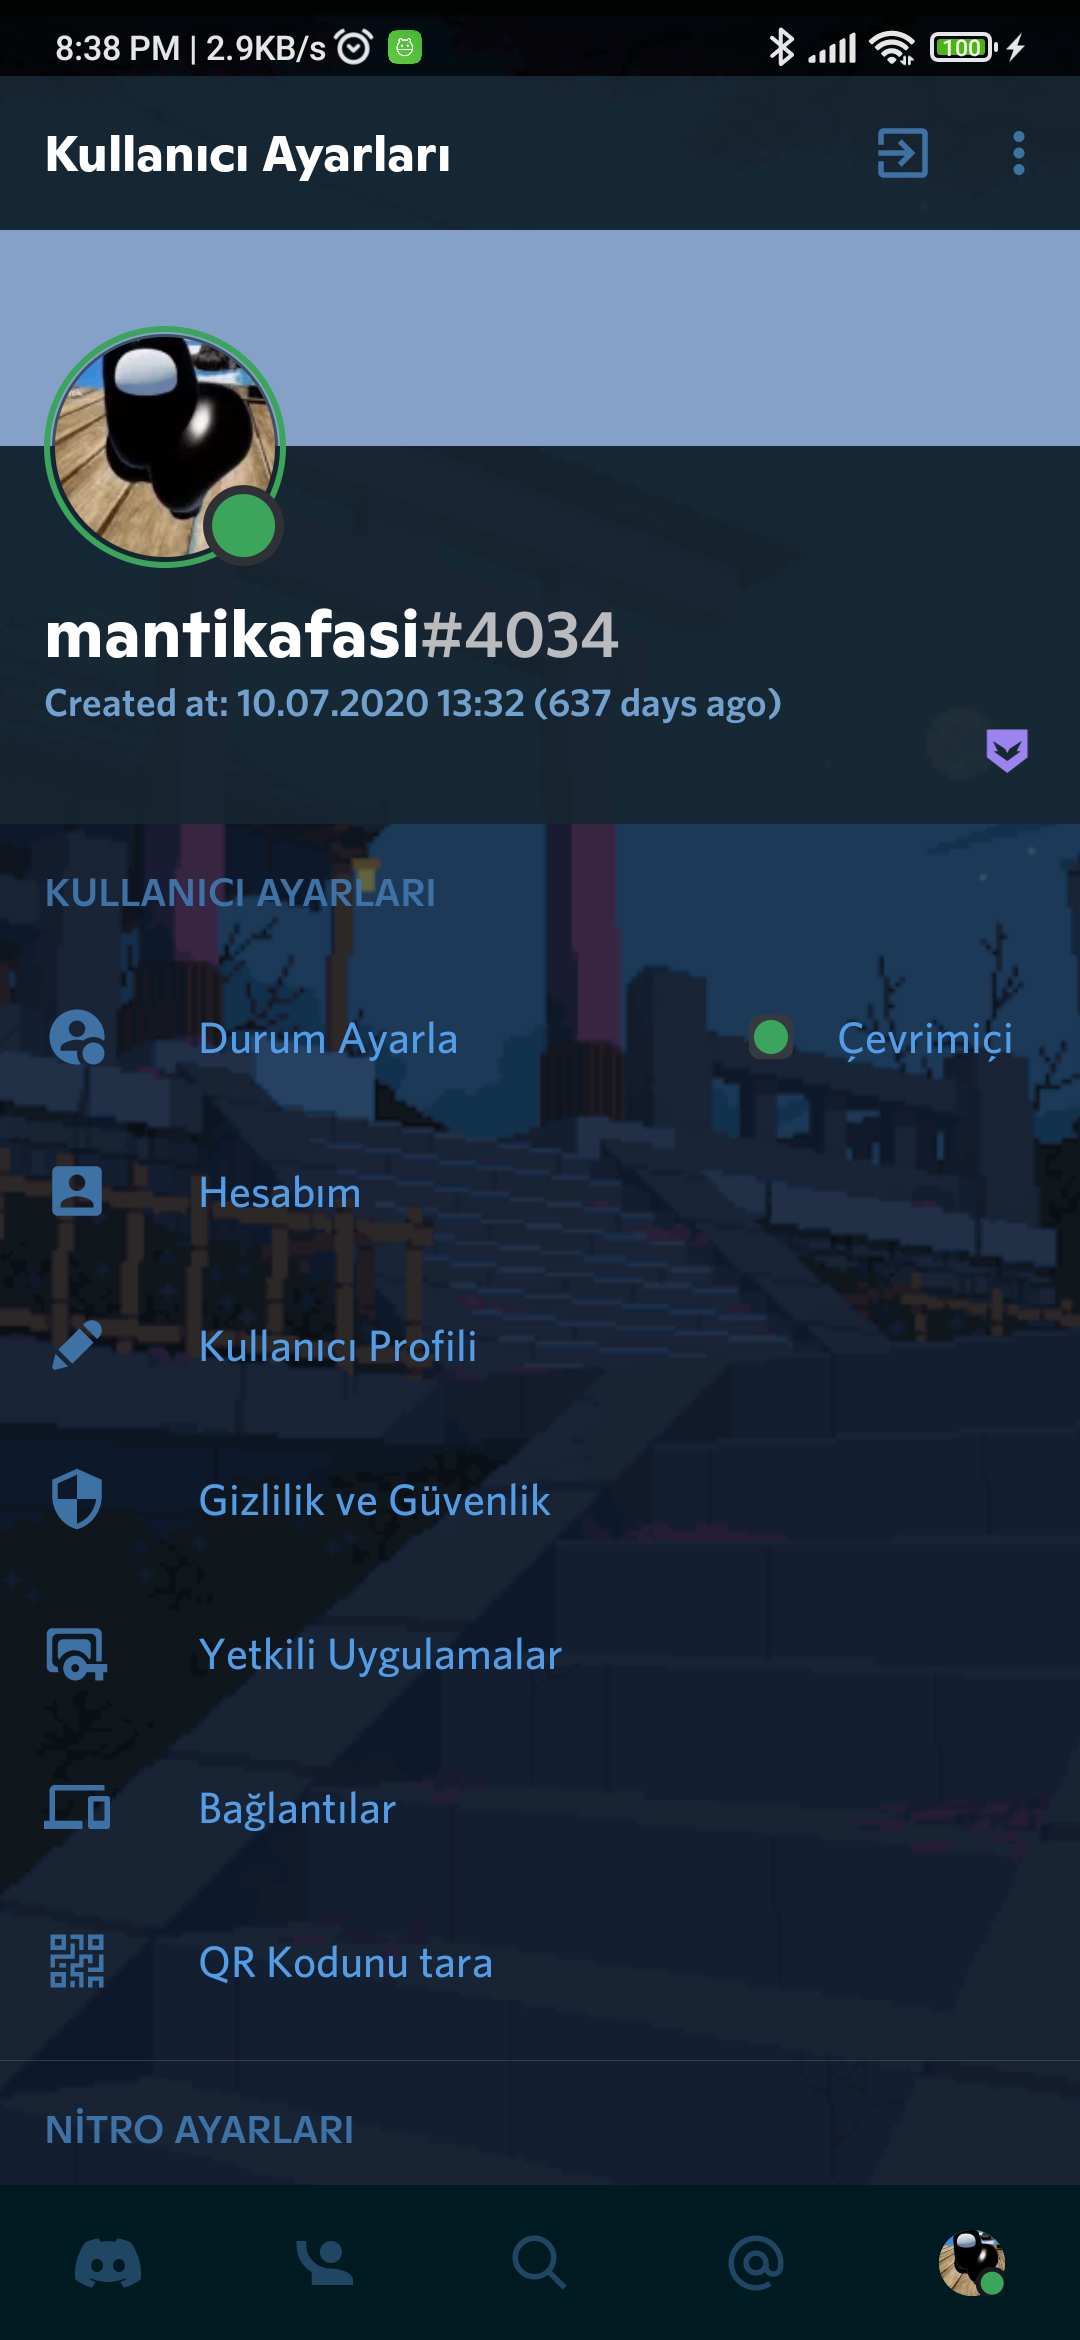 8:38 PM | 2.9KB/s
100
Kullanıcı Ayarları
mantikafasi#4034
Created at: 10.07.2020 13:32 (637 days ago)
KULLANICI AYARLARI
Durum Ayarla Çevrimiçi
Hesabım
Kullanıcı Profili
Gizlilik ve Güvenlik
Yetkili Uygulamalar
Bağlantılar
QR Kodunu tara
NİTRO AYARLARI